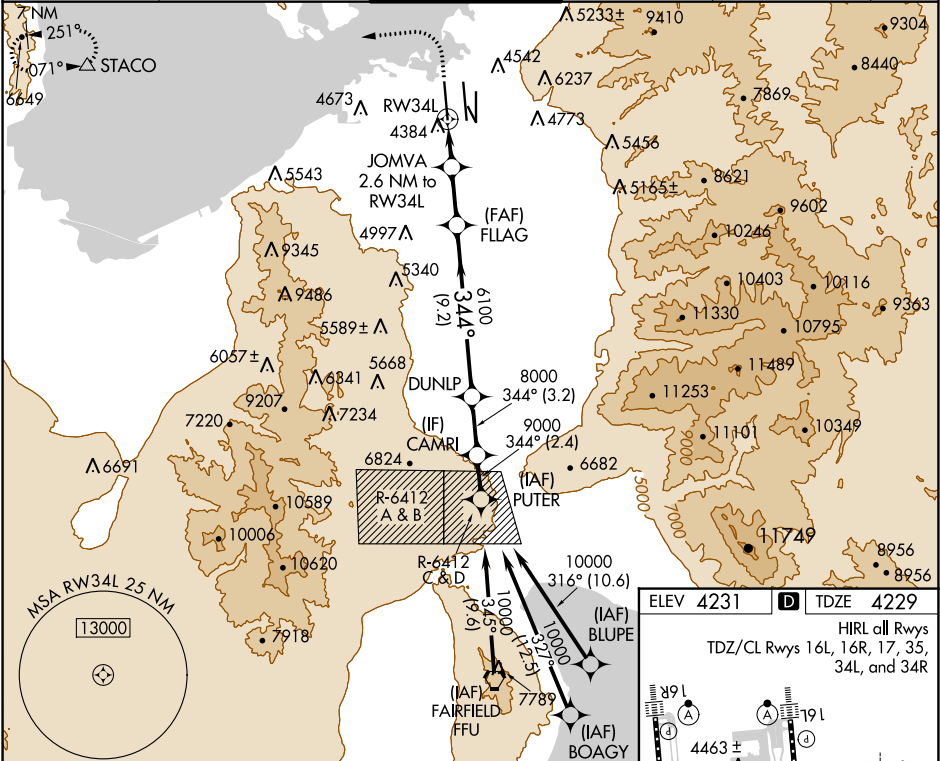 7 NM
251°
071°
STACO
6649
5233±
9410
9304
4542
6237
8440
7869
4673
RW34L
4384
4773
5456
JOMVA
2.6 NM to
RW34L
5543
5165±
8621
9602
(FAF)
FLLAG
4997
10246
9345
5340
9486
6100
344°
(9.2)
10403
10116
9363
11330
10795
5589±
6057±
6341
5668
DUNLP
8000
344° (3.2)
11489
11253
9207
7234
7220
(IF)
CAMRI
9000
344° (2.4)
11101
10349
9000
6691
6824
6682
(IAF)
PUTER
5000
7000
R-6412
A & B
10589
10006
10620
11749
R-6412
C & D
8956
8956
10000
316° (10.6)
MSA RW34L 25 NM
13000
10000
345°
(9.6)
10000
327°
(12.5)
(IAF)
BLUPE
7918
7789
(IAF)
FAIRFIELD
FFU
(IAF)
BOAGY
ELEV 4231
D
TDZE 4229
HIRL all Rwys
TDZ/CL Rwys 16L, 16R, 17, 35,
34L, and 34R
16R
A
A
16L
P
P
4463 ±